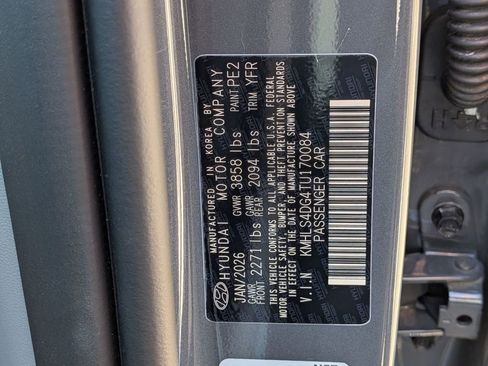 MANUFACTURED IN KOREA BY
HYUNDAI MOTOR COMPANY
JAN/2026 GVWR 3858 lbs PAINT PE2
GAWR FRONT 2271 lbs GAWR REAR 2094 lbs TRIM YFR
THIS VEHICLE CONFORMS TO ALL APPLICABLE U.S.A. FEDERAL
MOTOR VEHICLE SAFETY, BUMPER, AND THEFT PREVENTION STANDARDS
IN EFFECT ON THE DATE OF MANUFACTURE SHOWN ABOVE.
V.I.N KMHLS4DG4TU170084
PASSENGER CAR